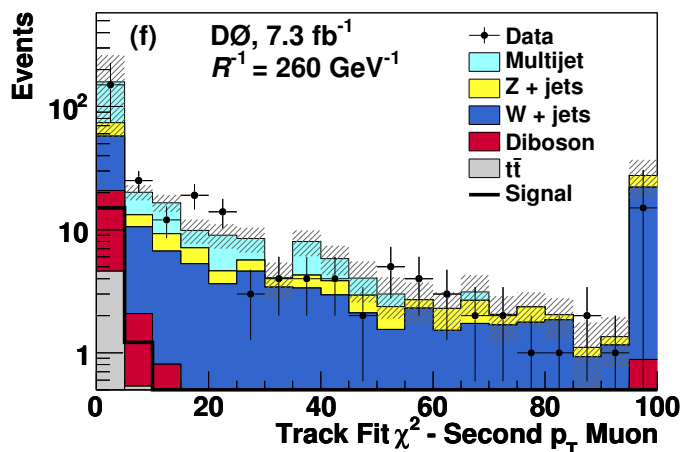 (f)
DØ, 7.3 fb⁻¹
R⁻¹ = 260 GeV⁻¹
Data
Multijet
Z + jets
W + jets
Diboson
tt̄
Signal
Events
10²
10
1
0 20 40 60 80 100
Track Fit χ² - Second p_T Muon